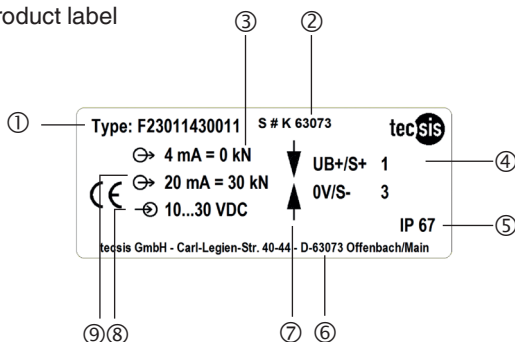 roduct label
③ ②
① Type: F23011430011 S # K 63073 tecsis
4 mA = 0 kN
UB+/S+ 1 ④
CE 20 mA = 30 kN
0V/S- 3
10...30 VDC
IP 67 ⑤
tecsis GmbH - Carl-Legien-Str. 40-44 - D-63073 Offenbach/Main
⑨ ⑧ ⑦ ⑥